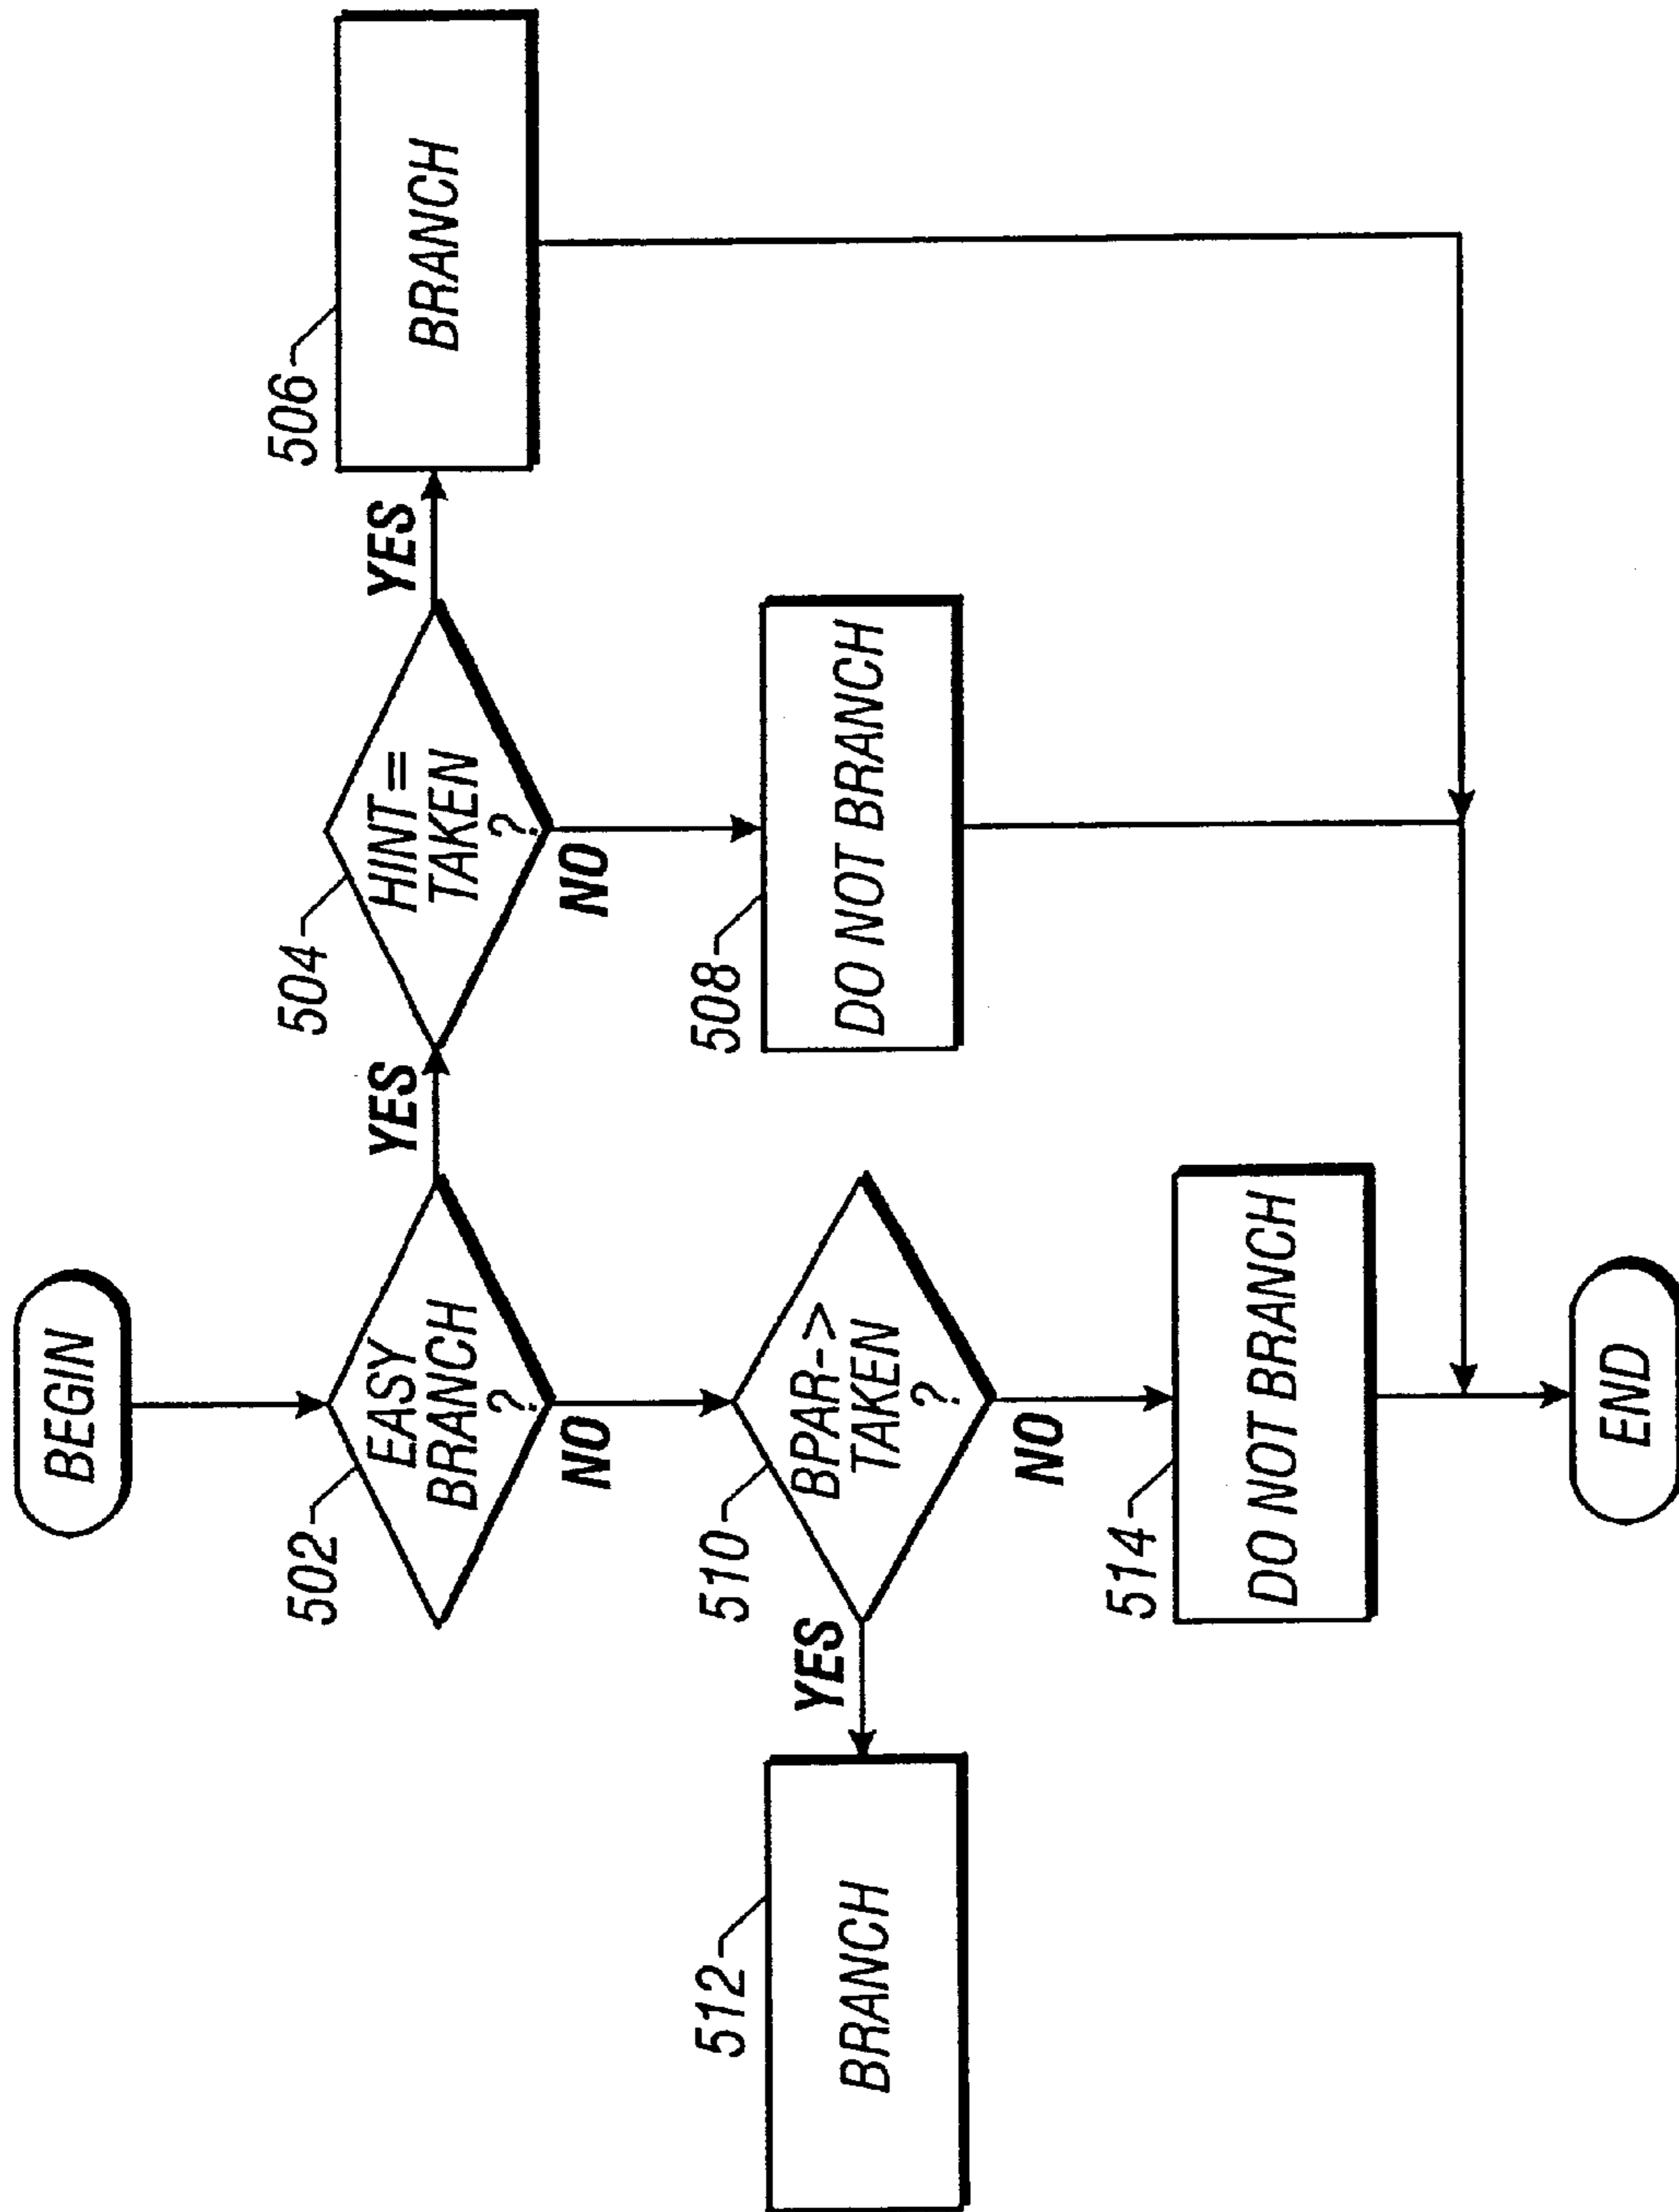 BEGIN
502
EASY
BRANCH
?
YES
NO
504
HINT=
TAKEN
?
YES
NO
506
BRANCH
508
DO NOT BRANCH
510
BPAR->
TAKEN
?
YES
NO
512
BRANCH
514
DO NOT BRANCH
END